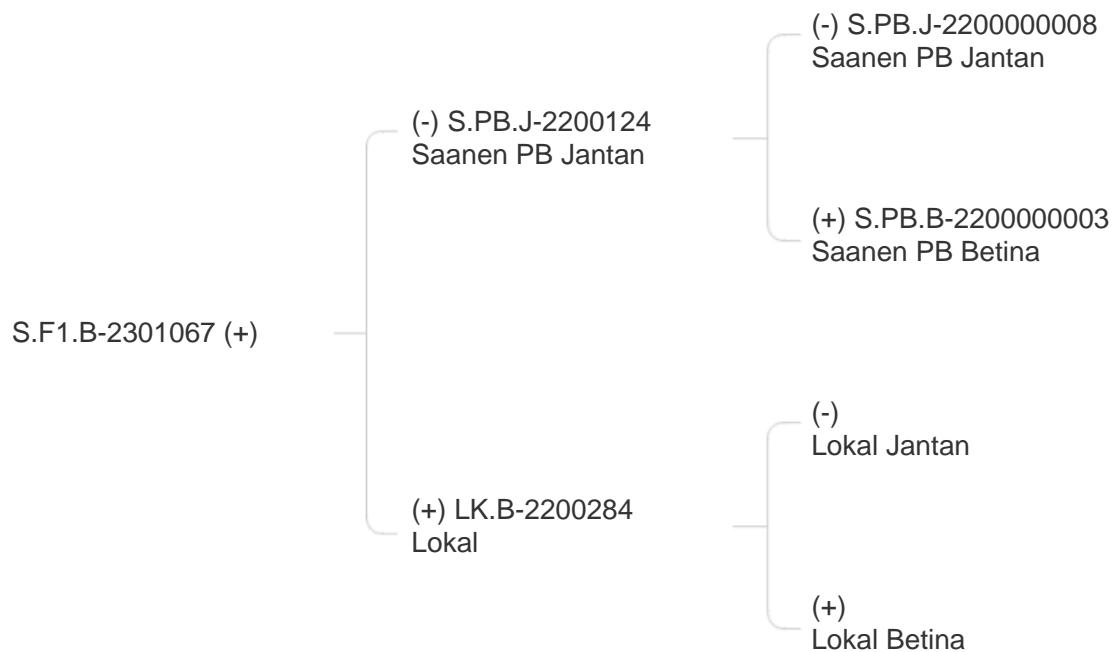 (-) S.PB.J-2200000008
Saanen PB Jantan
(-) S.PB.J-2200124
Saanen PB Jantan
(+) S.PB.B-2200000003
Saanen PB Betina
S.F1.B-2301067 (+)
(-)
Lokal Jantan
(+) LK.B-2200284
Lokal
(+)
Lokal Betina